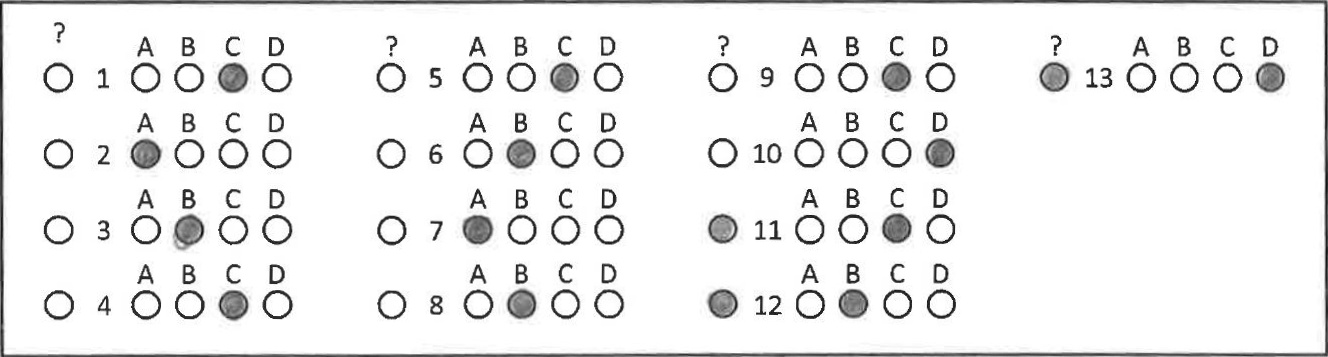 ? A B C D ? A B C D ? A B C D ? A B C D
1 5 9 13
A B C D A B C D A B C D
2 6 10
A B C D A B C D A B C D
3 7 11
A B C D A B C D A B C D
4 8 12